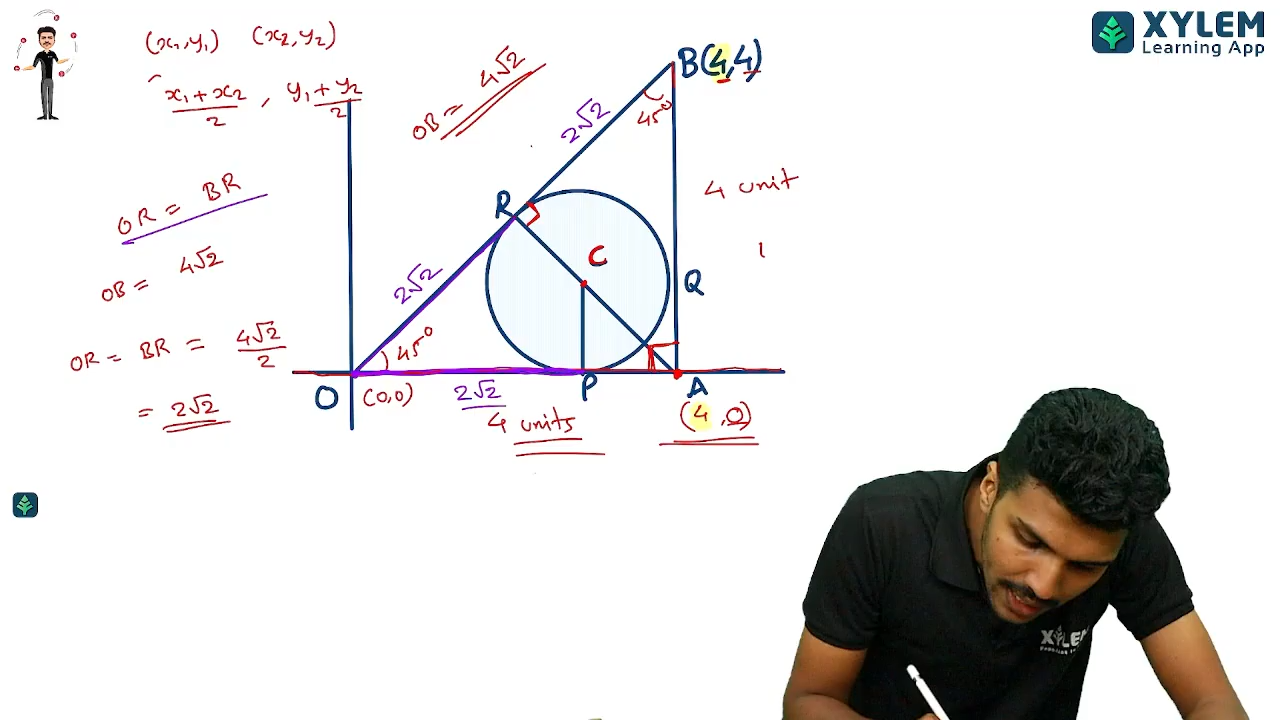 XYLEM
Learning App
(x₁,y₁) (x₂,y₂)
x₁+x₂/2 , y₁+y₂/2
OB = 4√2
B(4,4)
45°
2√2
4 unit
OR = BR
OB = 4√2
OR = BR = 4√2/2
= 2√2
R
C
Q
2√2
45°
O
(0,0)
P
A
2√2
4 units
(4,0)
XYLEM